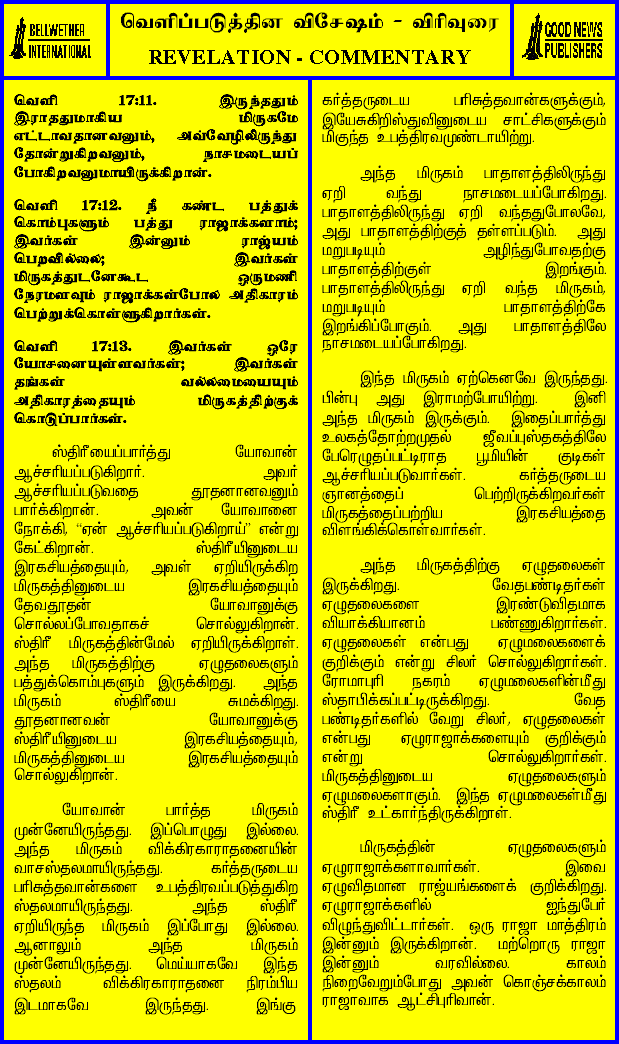 BELLWETHER
INTERNATIONAL
வெளிப்படுத்தின விசேஷம் - விரிவுரை
REVELATION - COMMENTARY
GOOD NEWS
PUBLISHERS
வெளி 17:11. இருந்ததும்
இராததுமாகிய மிருகமே
எட்டாவதானவனும், அவ்வேழிலிருந்து
தோன்றுகிறவனும், நாசமடையப்
போகிறவனுமாயிருக்கிறான்.
வெளி 17:12. நீ கண்ட பத்துக்
கொம்புகளும் பத்து ராஜாக்களாம்;
இவர்கள் இன்னும் ராஜ்யம்
பெறவில்லை; இவர்கள்
மிருகத்துடனேகூட ஒருமணி
நேரமளவும் ராஜாக்கள்போல அதிகாரம்
பெற்றுக்கொள்ளுகிறார்கள்.
வெளி 17:13. இவர்கள் ஒரே
யோசனையுள்ளவர்கள்; இவர்கள்
தங்கள் வல்லமையையும்
அதிகாரத்தையும் மிருகத்திற்குக்
கொடுப்பார்கள்.
ஸ்திரீயைப்பார்த்து யோவான்
ஆச்சரியப்படுகிறார். அவர்
ஆச்சரியப்படுவதை தூதனானவனும்
பார்க்கிறான். அவன் யோவானை
நோக்கி, "ஏன் ஆச்சரியப்படுகிறாய்" என்று
கேட்கிறான். ஸ்திரீயினுடைய
இரகசியத்தையும், அவள் ஏறியிருக்கிற
மிருகத்தினுடைய இரகசியத்தையும்
தேவதூதன் யோவானுக்கு
சொல்லப்போவதாகச் சொல்லுகிறான்.
ஸ்திரீ மிருகத்தின்மேல் ஏறியிருக்கிறாள்.
அந்த மிருகத்திற்கு ஏழுதலைகளும்
பத்துக்கொம்புகளும் இருக்கிறது. அந்த
மிருகம் ஸ்திரீயை சுமக்கிறது.
தூதனானவன் யோவானுக்கு
ஸ்திரீயினுடைய இரகசியத்தையும்,
மிருகத்தினுடைய இரகசியத்தையும்
சொல்லுகிறான்.
யோவான் பார்த்த மிருகம்
முன்னேயிருந்தது. இப்பொழுது இல்லை.
அந்த மிருகம் விக்கிரகாராதனையின்
வாசஸ்தலமாயிருந்தது. கர்த்தருடைய
பரிசுத்தவான்களை உபத்திரவப்படுத்துகிற
ஸ்தலமாயிருந்தது. அந்த ஸ்திரீ
ஏறியிருந்த மிருகம் இப்போது இல்லை.
ஆனாலும் அந்த மிருகம்
முன்னேயிருந்தது. மெய்யாகவே இந்த
ஸ்தலம் விக்கிரகாராதனை நிரம்பிய
இடமாகவே இருந்தது. இங்கு
கர்த்தருடைய பரிசுத்தவான்களுக்கும்,
இயேசுகிறிஸ்துவினுடைய சாட்சிகளுக்கும்
மிகுந்த உபத்திரவமுண்டாயிற்று.
அந்த மிருகம் பாதாளத்திலிருந்து
ஏறி வந்து நாசமடையப்போகிறது.
பாதாளத்திலிருந்து ஏறி வந்ததுபோலவே,
அது பாதாளத்திற்குத் தள்ளப்படும். அது
மறுபடியும் அழிந்துபோவதற்கு
பாதாளத்திற்குள் இறங்கும்.
பாதாளத்திலிருந்து ஏறி வந்த மிருகம்,
மறுபடியும் பாதாளத்திற்கே
இறங்கிப்போகும். அது பாதாளத்திலே
நாசமடையப்போகிறது.
இந்த மிருகம் ஏற்கெனவே இருந்தது.
பின்பு அது இராமற்போயிற்று. இனி
அந்த மிருகம் இருக்கும். இதைப்பார்த்து
உலகத்தோற்றமுதல் ஜீவப்புஸ்தகத்திலே
பேரெழுதப்பட்டிராத பூமியின் குடிகள்
ஆச்சரியப்படுவார்கள். கர்த்தருடைய
ஞானத்தைப் பெற்றிருக்கிறவர்கள்
மிருகத்தைப்பற்றிய இரகசியத்தை
விளங்கிக்கொள்வார்கள்.
அந்த மிருகத்திற்கு ஏழுதலைகள்
இருக்கிறது. வேதபண்டிதர்கள்
ஏழுதலைகளை இரண்டுவிதமாக
வியாக்கியானம் பண்ணுகிறார்கள்.
ஏழுதலைகள் என்பது ஏழுமலைகளைக்
குறிக்கும் என்று சிலர் சொல்லுகிறார்கள்.
ரோமாபுரி நகரம் ஏழுமலைகளின்மீது
ஸ்தாபிக்கப்பட்டிருக்கிறது. வேத
பண்டிதர்களில் வேறு சிலர், ஏழுதலைகள்
என்பது ஏழுராஜாக்களையும் குறிக்கும்
என்று சொல்லுகிறார்கள்.
மிருகத்தினுடைய ஏழுதலைகளும்
ஏழுமலைகளாகும். இந்த ஏழுமலைகள்மீது
ஸ்திரீ உட்கார்ந்திருக்கிறாள்.
மிருகத்தின் ஏழுதலைகளும்
ஏழுராஜாக்களாவார்கள். இவை
ஏழுவிதமான ராஜ்யங்களைக் குறிக்கிறது.
ஏழுராஜாக்களில் ஐந்துபேர்
விழுந்துவிட்டார்கள். ஒரு ராஜா மாத்திரம்
இன்னும் இருக்கிறான். மற்றொரு ராஜா
இன்னும் வரவில்லை. காலம்
நிறைவேறும்போது அவன் கொஞ்சக்காலம்
ராஜாவாக ஆட்சிபுரிவான்.